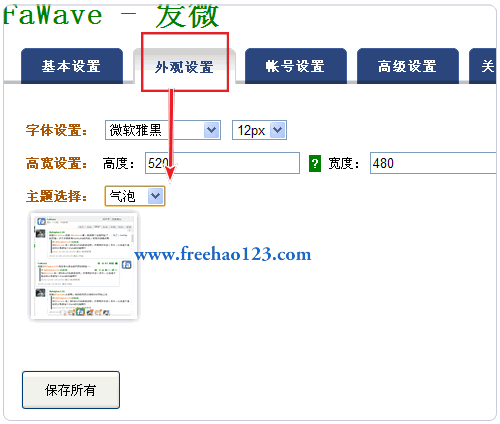 FaWave - 发微
基本设置 外观设置 帐号设置 高级设置 关
字体设置： 微软雅黑 12px
高宽设置： 高度： 520 ? 宽度： 480
主题选择： 气泡
www.freehao123.com
保存所有